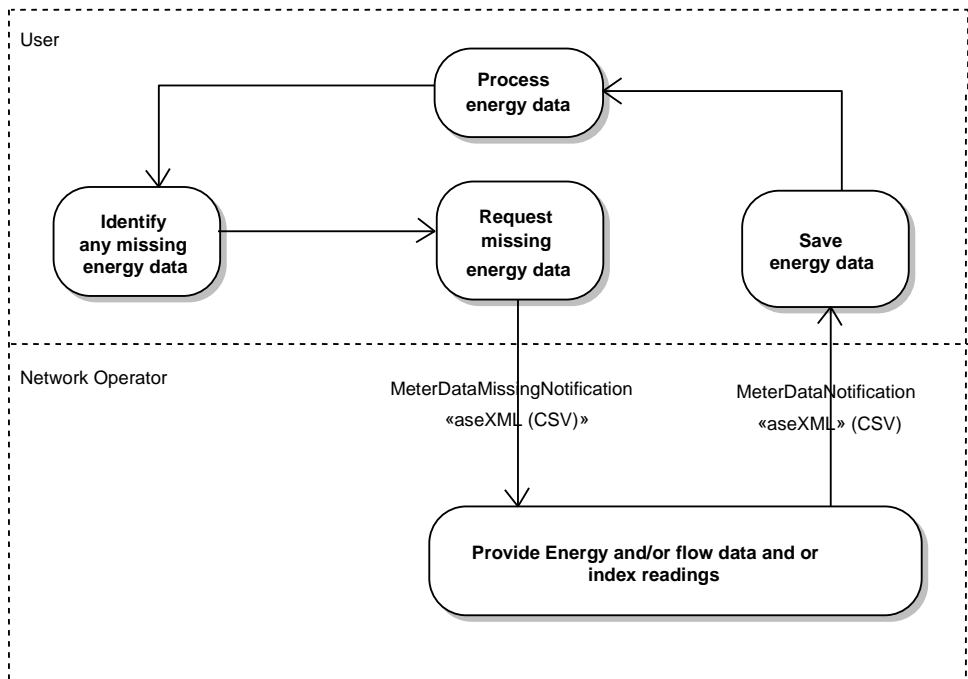 User
Process
energy data
Identify
any missing
energy data
Request
missing
energy data
Save
energy data
Network Operator
MeterDataMissingNotification
«aseXML (CSV)»
MeterDataNotification
«aseXML» (CSV)
Provide Energy and/or flow data and or
index readings